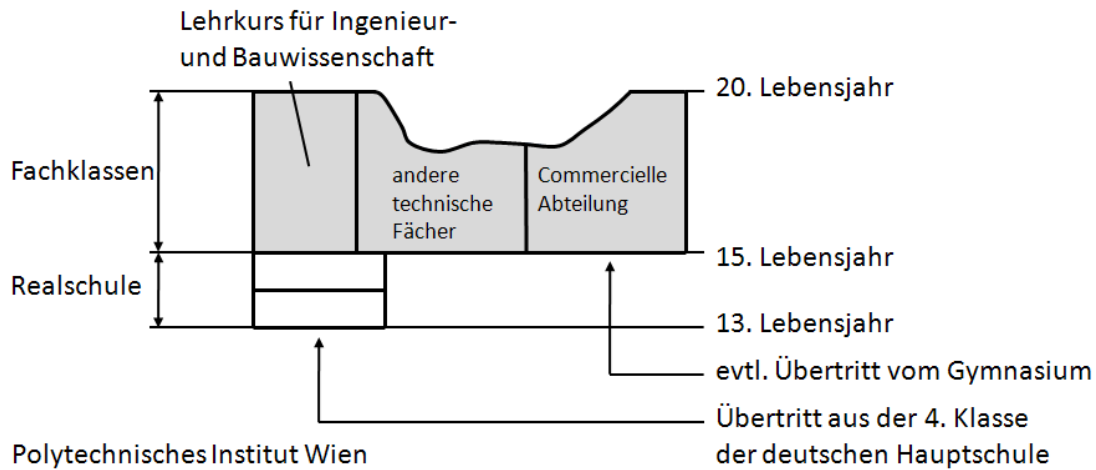 Lehrkurs für Ingenieur-
und Bauwissenschaft
20. Lebensjahr
Fachklassen
andere
technische
Fächer
Commercielle
Abteilung
15. Lebensjahr
Realschule
13. Lebensjahr
evtl. Übertritt vom Gymnasium
Übertritt aus der 4. Klasse
der deutschen Hauptschule
Polytechnisches Institut Wien